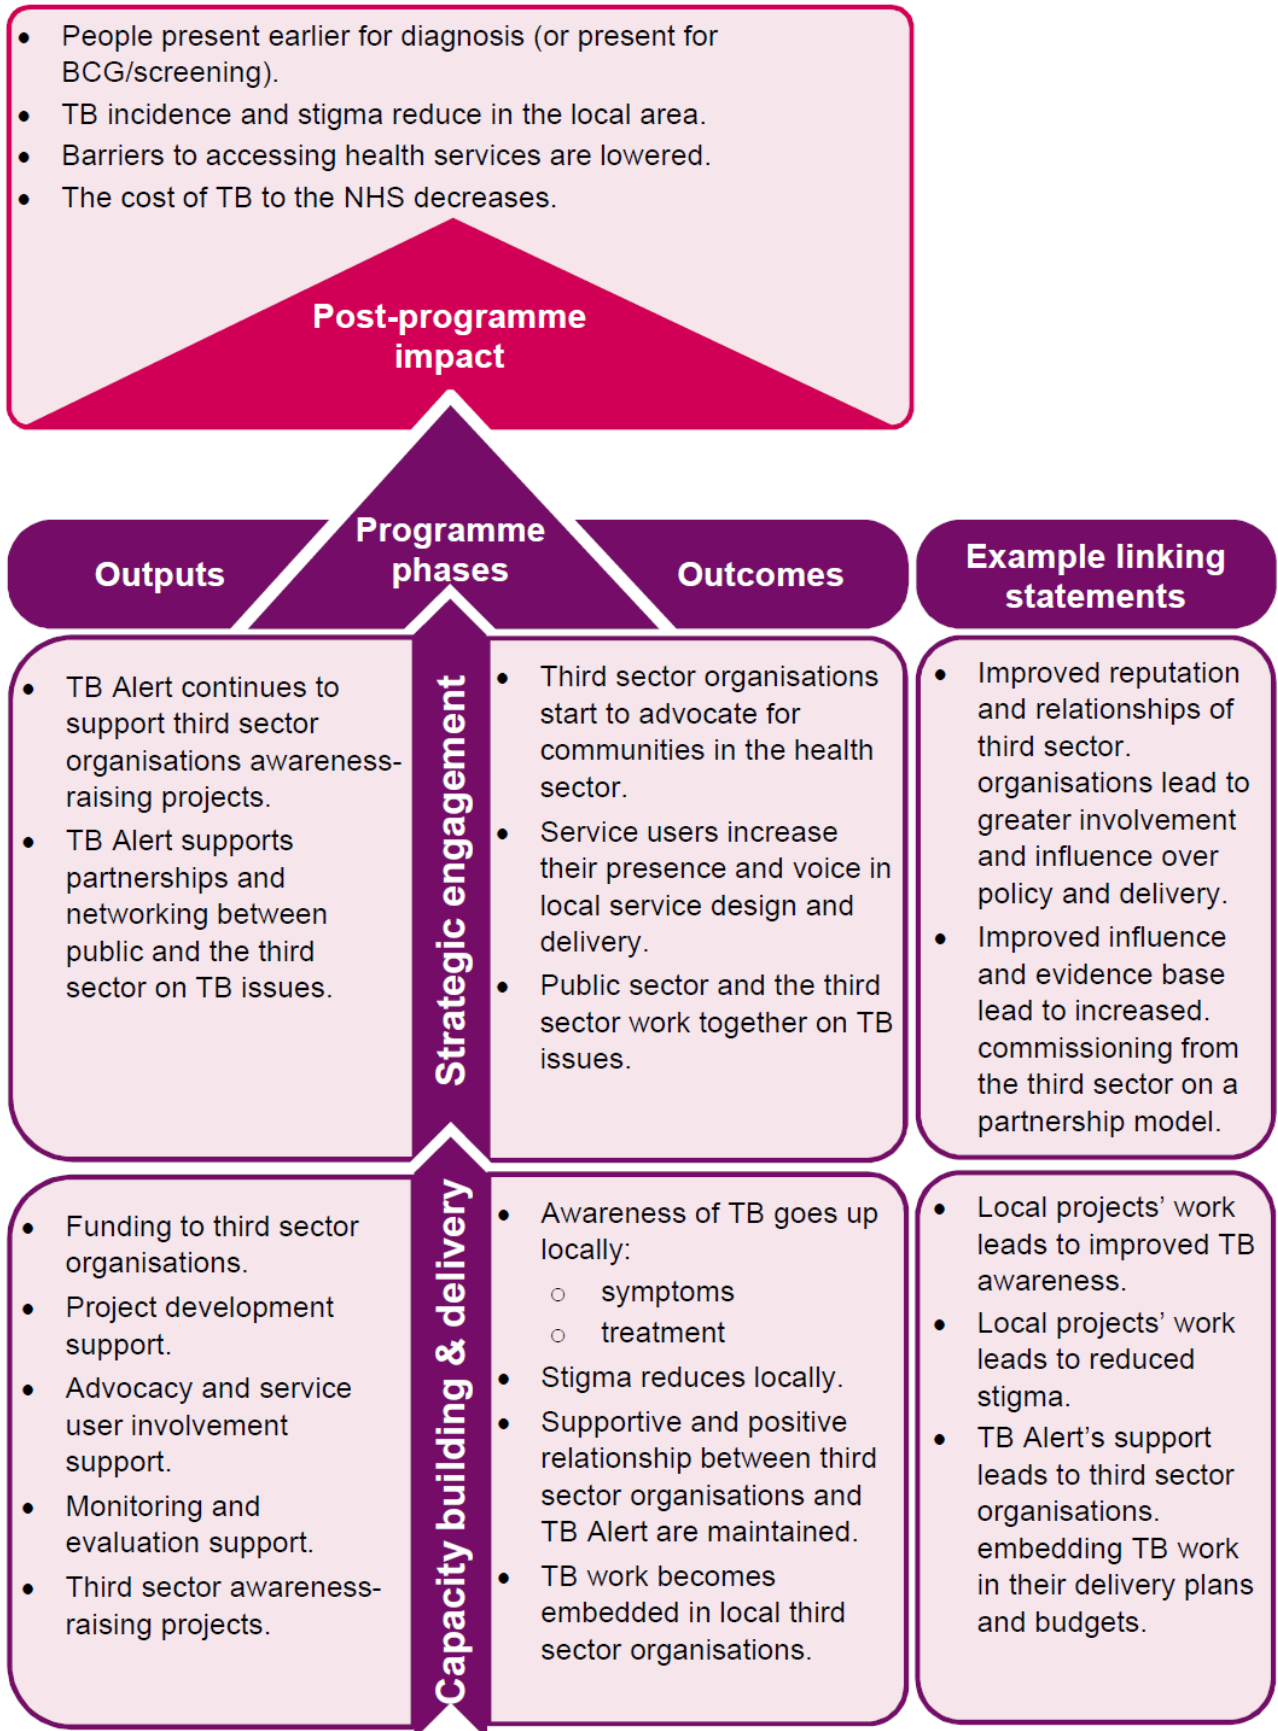 • People present earlier for diagnosis (or present for
BCG/screening).
• TB incidence and stigma reduce in the local area.
• Barriers to accessing health services are lowered.
• The cost of TB to the NHS decreases.
Post-programme
impact
Outputs
Programme
phases
Outcomes
Example linking
statements
• TB Alert continues to
support third sector
organisations awareness-
raising projects.
• TB Alert supports
partnerships and
networking between
public and the third
sector on TB issues.
Strategic engagement
• Third sector organisations
start to advocate for
communities in the health
sector.
• Service users increase
their presence and voice in
local service design and
delivery.
• Public sector and the third
sector work together on TB
issues.
• Improved reputation
and relationships of
third sector.
organisations lead to
greater involvement
and influence over
policy and delivery.
• Improved influence
and evidence base
lead to increased.
commissioning from
the third sector on a
partnership model.
• Funding to third sector
organisations.
• Project development
support.
• Advocacy and service
user involvement
support.
• Monitoring and
evaluation support.
• Third sector awareness-
raising projects.
Capacity building & delivery
• Awareness of TB goes up
locally:
○ symptoms
○ treatment
• Stigma reduces locally.
• Supportive and positive
relationship between third
sector organisations and
TB Alert are maintained.
• TB work becomes
embedded in local third
sector organisations.
• Local projects’ work
leads to improved TB
awareness.
• Local projects’ work
leads to reduced
stigma.
• TB Alert’s support
leads to third sector
organisations.
embedding TB work
in their delivery plans
and budgets.